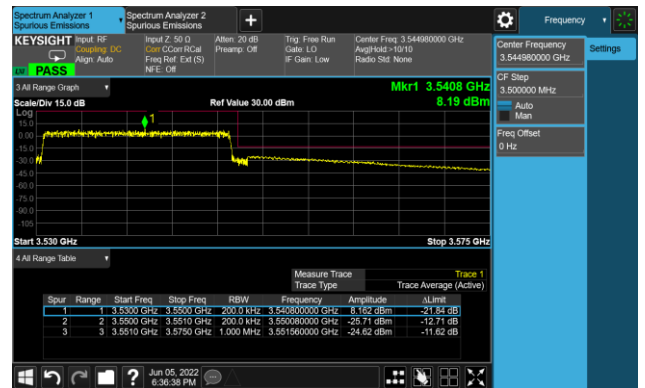 Spectrum Analyzer 1
Spurious Emissions
Spectrum Analyzer 2
Spurious Emissions
+
Frequency
KEYSIGHT
Input: RF
Coupling: DC
Align: Auto
Input Z: 50 Ω
Corr CCorr RCal
Freq Ref: Ext (S)
NFE: Off
Atten: 20 dB
Preamp: Off
Trig: Free Run
Gate: LO
IF Gain: Low
Center Freq: 3.544980000 GHz
Avg|Hold:>10/10
Radio Std: None
PASS
Center Frequency
3.544980000 GHz
Settings
CF Step
3.500000 MHz
Auto
Man
Freq Offset
0 Hz
3 All Range Graph
Mkr1 3.5408 GHz
8.19 dBm
Scale/Div 15.0 dB
Ref Value 30.00 dBm
Log
15.0
0.00
-15.0
-30.0
-45.0
-60.0
-75.0
-90.0
-105
1
Start 3.530 GHz
Stop 3.575 GHz
4 All Range Table
Measure Trace Trace 1
Trace Type Trace Average (Active)
Spur Range Start Freq Stop Freq RBW Frequency Amplitude ΔLimit
1 1 3.5300 GHz 3.5500 GHz 200.0 kHz 3.540800000 GHz 8.162 dBm -21.84 dB
2 2 3.5500 GHz 3.5510 GHz 200.0 kHz 3.550080000 GHz -25.71 dBm -12.71 dB
3 3 3.5510 GHz 3.5750 GHz 1.000 MHz 3.551560000 GHz -24.62 dBm -11.62 dB
?
Jun 05, 2022
6:36:38 PM